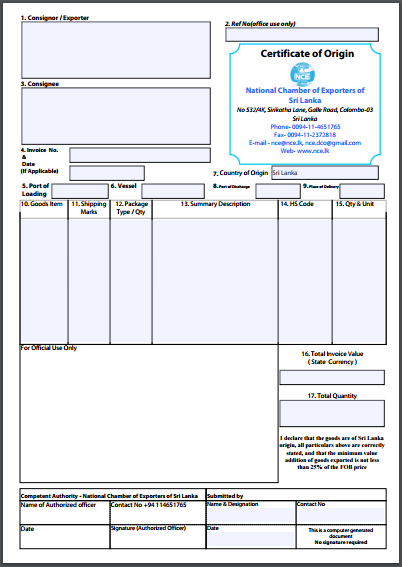 1. Consignor / Exporter
2. Ref No(office use only)
Certificate of Origin
NCE
National Chamber of Exporters of
Sri Lanka
No 532/4K, Sirikotha Lane, Galle Road, Colombo-03
Sri Lanka
Phone- 0094-11-4651765
Fax- 0094-11-2372818
E-mail - nce@nce.lk, nce.dco@gmail.com
Web- www.nce.lk
3. Consignee
4. Invoice No.
&
Date
(If Applicable)
7. Country of Origin Sri Lanka
5. Port of Loading
6. Vessel
8. Port of Discharge
9. Place of Delivery
10. Goods Item
11. Shipping Marks
12. Package Type / Qty
13. Summary Description
14. HS Code
15. Qty & Unit
For Official Use Only
16. Total Invoice Value
( State Currency )
17. Total Quantity
I declare that the goods are of Sri Lanka
origin, all particulars above are correctly
stated, and that the minimum value
addition of goods exported is not less
than 25% of the FOB price
Competent Authority - National Chamber of Exporters of Sri Lanka
Submitted by
Name of Authorized officer
Contact No +94 114651765
Name & Designation
Contact No
Date
Signature (Authorized Officer)
Date
This is a computer generated
document
No signature required